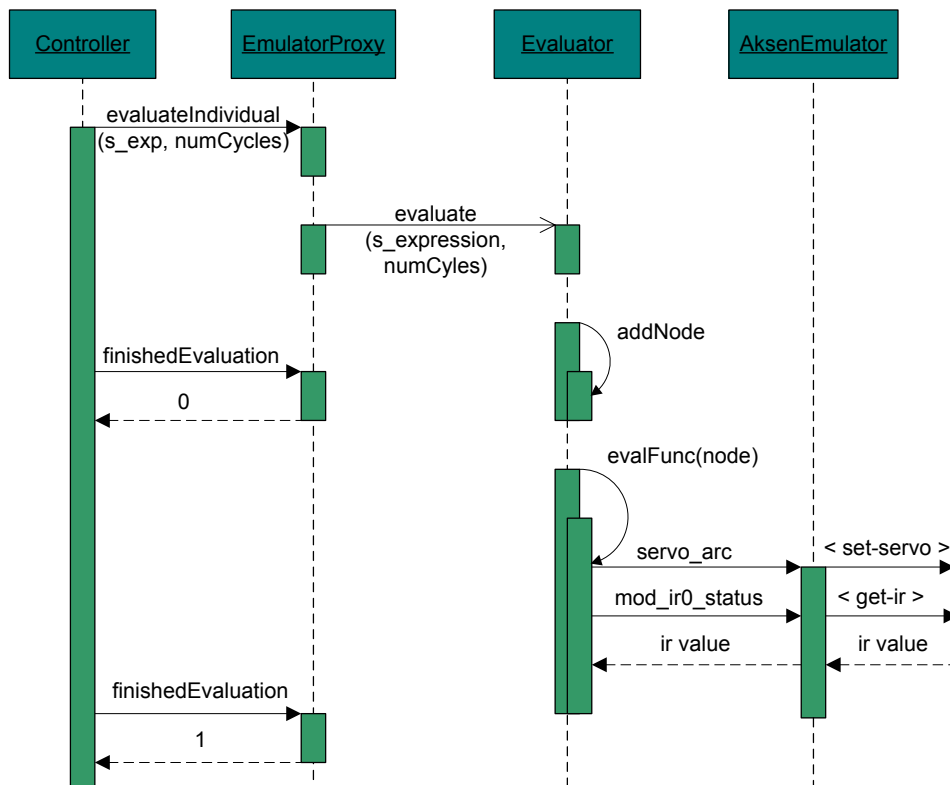 Controller
EmulatorProxy
Evaluator
AksenEmulator
evaluateIndividual
(s_exp, numCycles)
evaluate
(s_expression,
numCyles)
addNode
finishedEvaluation
0
evalFunc(node)
servo_arc
< set-servo >
mod_ir0_status
< get-ir >
ir value
ir value
finishedEvaluation
1